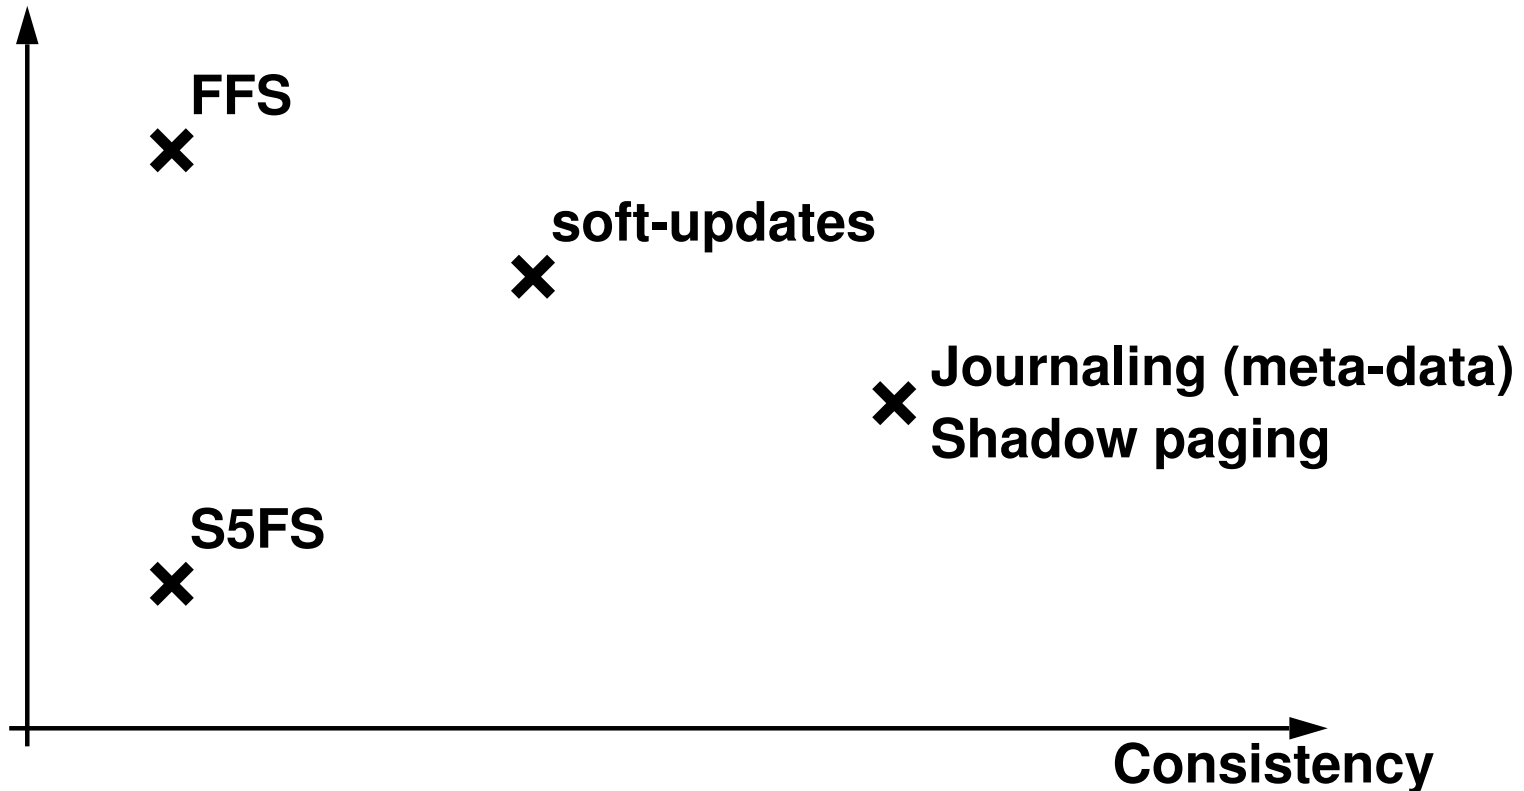 FFS
soft-updates
Journaling (meta-data)
Shadow paging
S5FS
Consistency